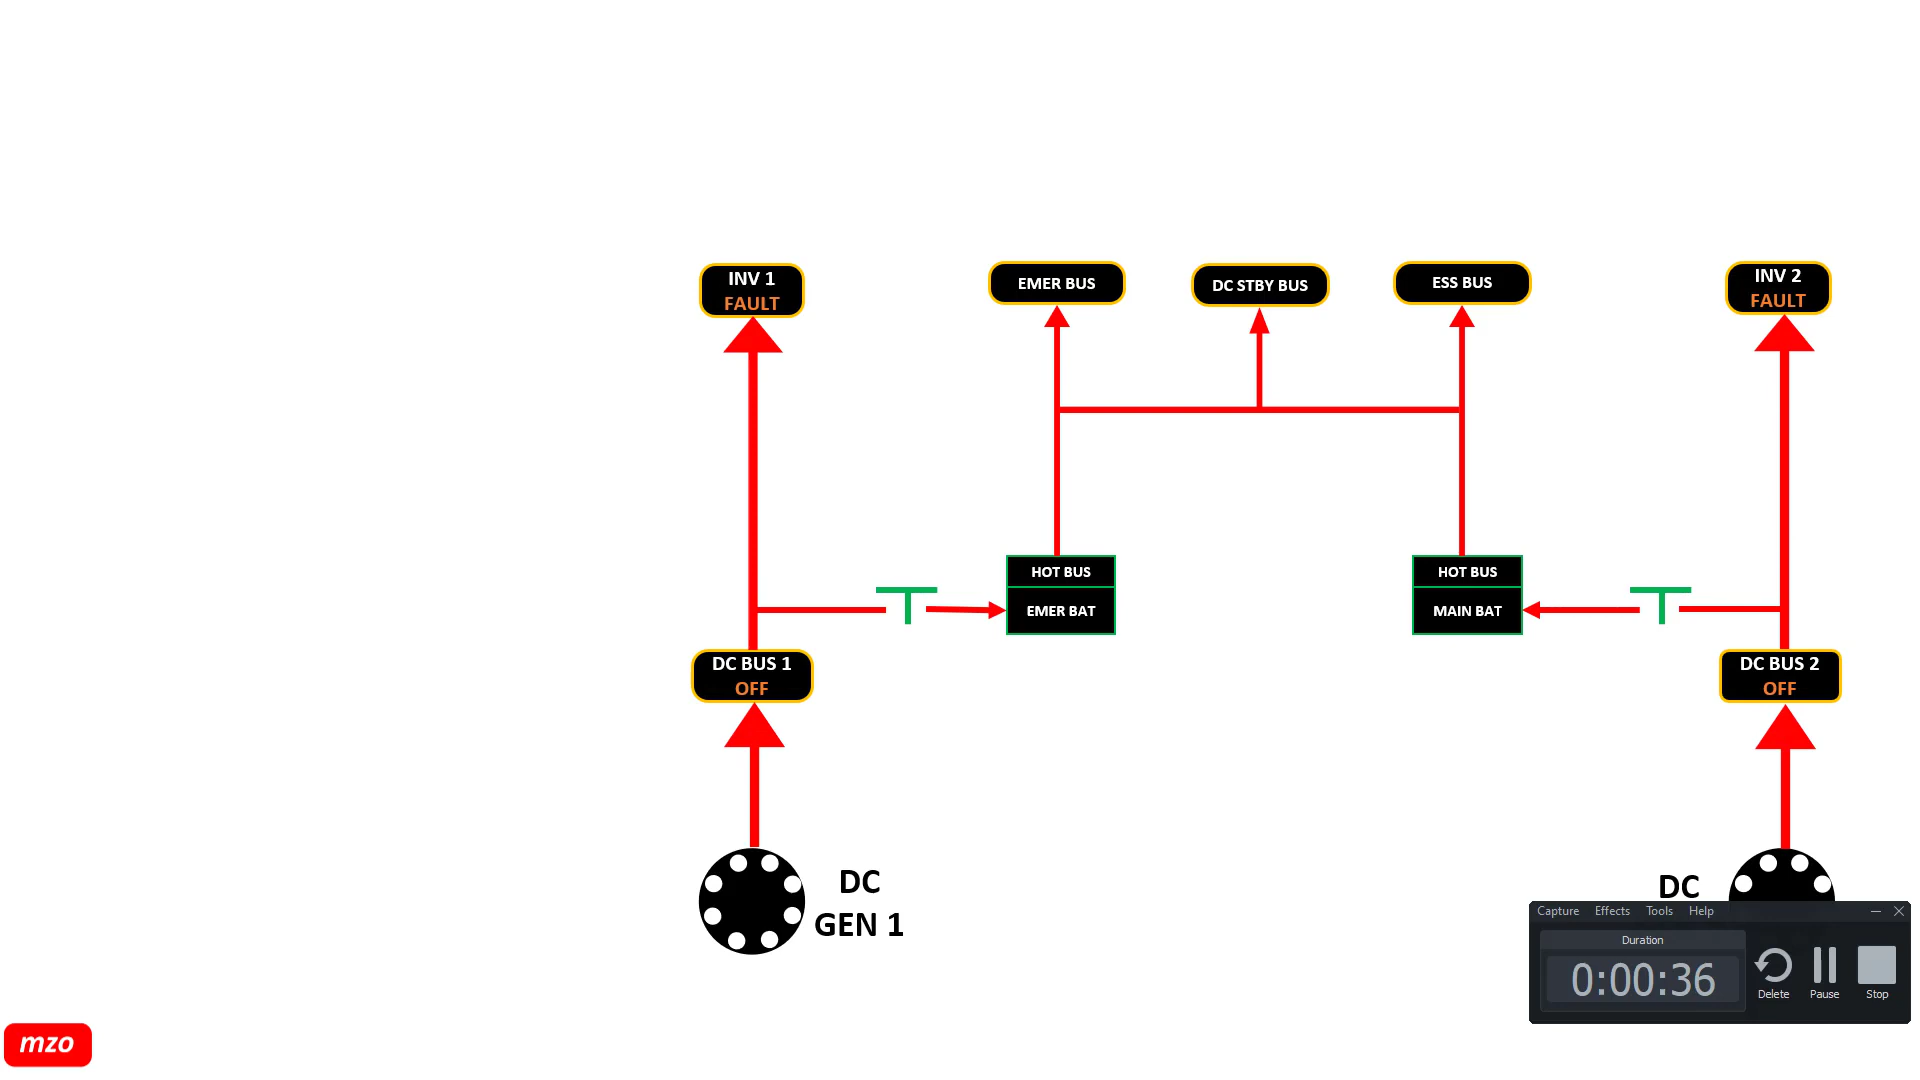 INV 1
FAULT
EMER BUS
DC STBY BUS
ESS BUS
INV 2
FAULT
HOT BUS
EMER BAT
HOT BUS
MAIN BAT
DC BUS 1
OFF
DC BUS 2
OFF
DC
GEN 1
DC
Capture Effects Tools Help
Duration
0:00:36
Delete Pause Stop
mzo